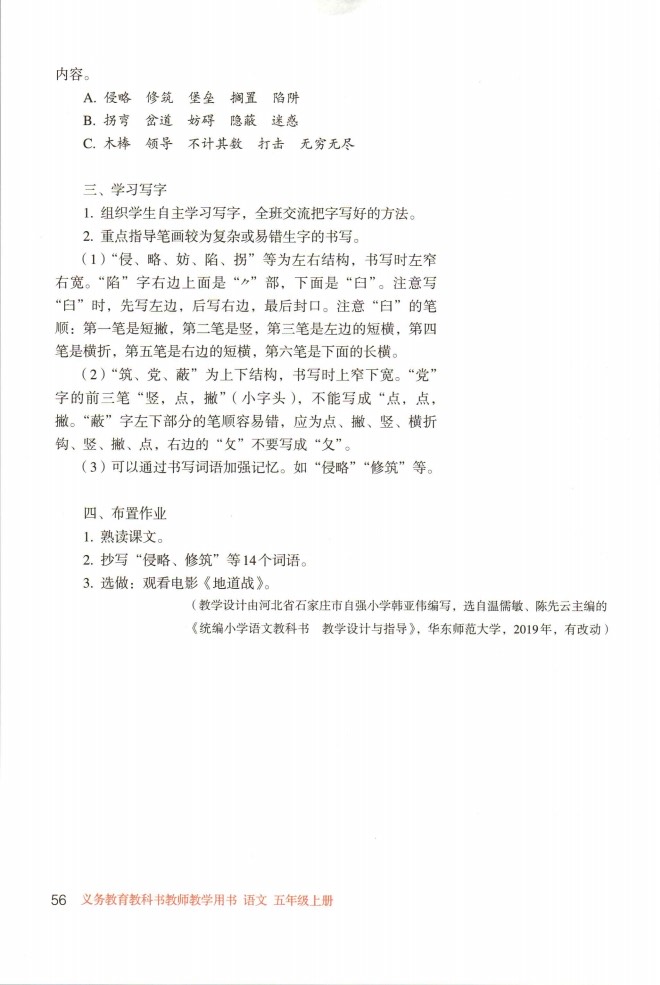 内容。
A. 侵略　修筑　堡垒　搁置　陷阱
B. 拐弯　岔道　妨碍　隐蔽　迷惑
C. 木棒　领导　不计其数　打击　无穷无尽
三、学习写字
1. 组织学生自主学习写字，全班交流把字写好的方法。
2. 重点指导笔画较为复杂或易错生字的书写。
（1）“侵、略、妨、陷、拐”等为左右结构，书写时左窄
右宽。“陷”字右边上面是“〃”部，下面是“臼”。注意写
“臼”时，先写左边，后写右边，最后封口。注意“臼”的笔
顺：第一笔是短撇，第二笔是竖，第三笔是左边的短横，第四
笔是横折，第五笔是右边的短横，第六笔是下面的长横。
（2）“筑、党、蔽”为上下结构，书写时上窄下宽。“党”
字的前三笔“竖，点，撇”（小字头），不能写成“点，点，
撇。“蔽”字左下部分的笔顺容易错，应为点、撇、竖、横折
钩、竖、撇、点，右边的“攵”不要写成“夂”。
（3）可以通过书写词语加强记忆。如“侵略”“修筑”等。
四、布置作业
1. 熟读课文。
2. 抄写“侵略、修筑”等14个词语。
3. 选做：观看电影《地道战》。
（教学设计由河北省石家庄市自强小学韩亚伟编写，选自温儒敏、陈先云主编的
《统编小学语文教科书　教学设计与指导》，华东师范大学，2019年，有改动）
56 义务教育教科书教师教学用书 语文 五年级上册